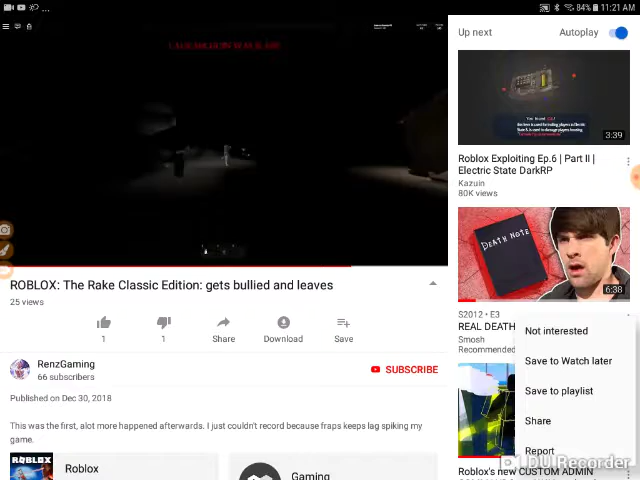 84% 11:21 AM
Up next
Autoplay
3:39
Roblox Exploiting Ep.6 | Part II |
Electric State DarkRP
Kazuin
80K views
DEATH NOTE
6:38
ROBLOX: The Rake Classic Edition: gets bullied and leaves
25 views
1
1
Share
Download
Save
RenzGaming
66 subscribers
SUBSCRIBE
Published on Dec 30, 2018
This was the first, alot more happened afterwards. I just couldn't record because fraps keeps lag spiking my
game.
ROBLOX
Roblox
Gaming
S2012 • E3
REAL DEATH
Smosh
Recommended
Not interested
Save to Watch later
Save to playlist
Share
Report
DU Recorder
Roblox's new CUSTOM ADMIN